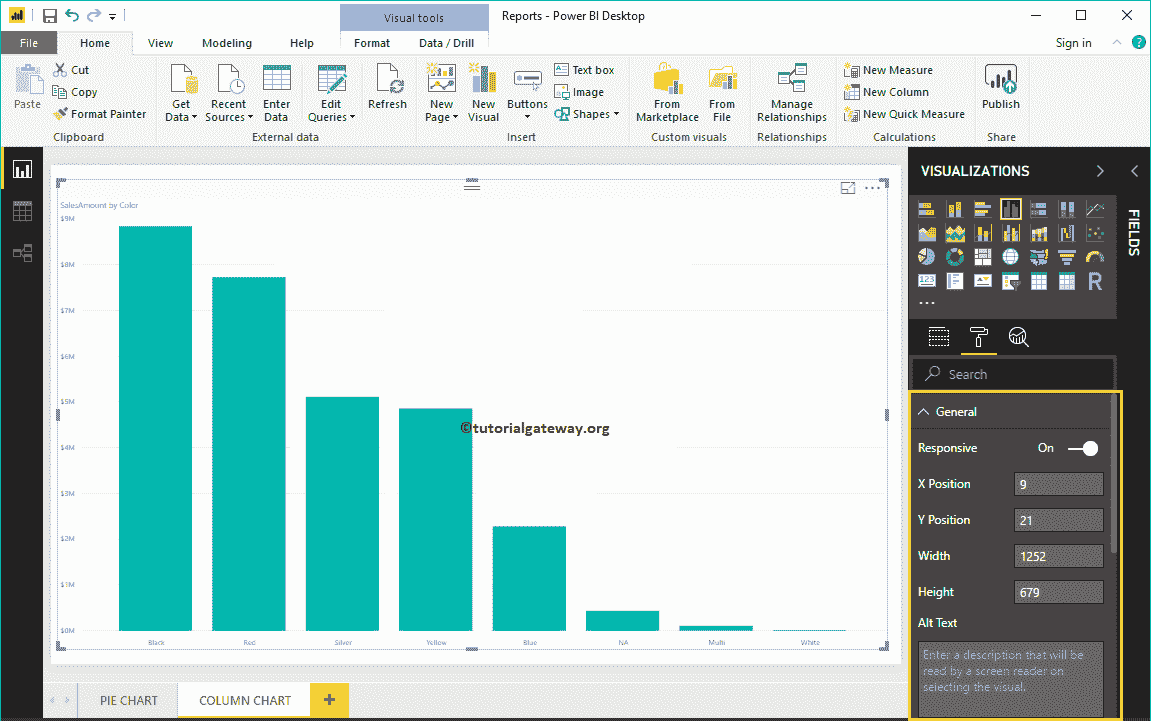 Visual tools
Reports - Power BI Desktop
File
Home
View
Modeling
Help
Format
Data / Drill
Sign in
?
Paste
Cut
Copy
Format Painter
Clipboard
Get
Data
Recent
Sources
Enter
Data
Edit
Queries
External data
Refresh
New
Page
New
Visual
Buttons
Text box
Image
Shapes
Insert
From
Marketplace
From
File
Custom visuals
Manage
Relationships
Relationships
New Measure
New Column
New Quick Measure
Calculations
Publish
Share
SalesAmount by Color
$9M
$8M
$7M
$6M
$5M
$4M
$3M
$2M
$1M
$0M
Black
Red
Silver
Yellow
Blue
NA
Multi
White
©tutorialgateway.org
PIE CHART
COLUMN CHART
+
VISUALIZATIONS
FIELDS
123
R
Search
General
Responsive On
X Position 9
Y Position 21
Width 1252
Height 679
Alt Text
Enter a description that will be
read by a screen reader on
selecting the visual.